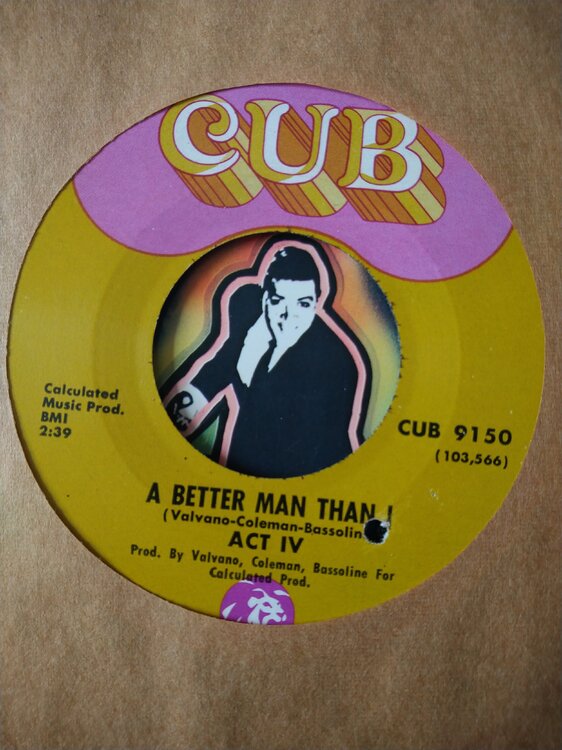 CUB
Calculated
Music Prod.
BMI
2:39
CUB 9150
(103,566)
A BETTER MAN THAN I
(Valvano-Coleman-Bassolin
ACT IV
Prod. By Valvano, Coleman, Bassoline For
Calculated Prod.